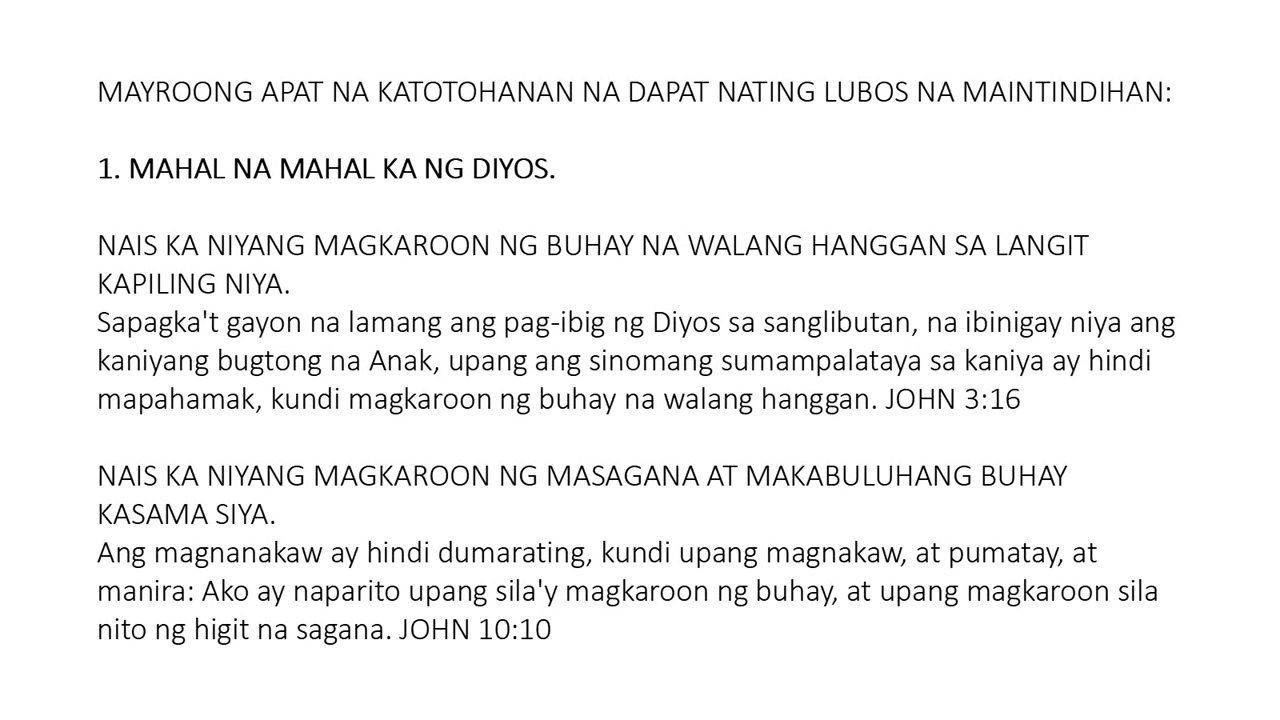 MAYROONG APAT NA KATOTOHANAN NA DAPAT NATING LUBOS NA MAINTINDIHAN:
1. MAHAL NA MAHAL KA NG DIYOS.
NAIS KA NIYANG MAGKAROON NG BUHAY NA WALANG HANGGAN SA LANGIT
KAPILING NIYA.
Sapagka't gayon na lamang ang pag-ibig ng Diyos sa sanglibutan, na ibinigay niya ang
kaniyang bugtong na Anak, upang ang sinomang sumampalataya sa kaniya ay hindi
mapahamak, kundi magkaroon ng buhay na walang hanggan. JOHN 3:16
NAIS KA NIYANG MAGKAROON NG MASAGANA AT MAKABULUHANG BUHAY
KASAMA SIYA.
Ang magnanakaw ay hindi dumarating, kundi upang magnakaw, at pumatay, at
manira: Ako ay naparito upang sila'y magkaroon ng buhay, at upang magkaroon sila
nito ng higit na sagana. JOHN 10:10